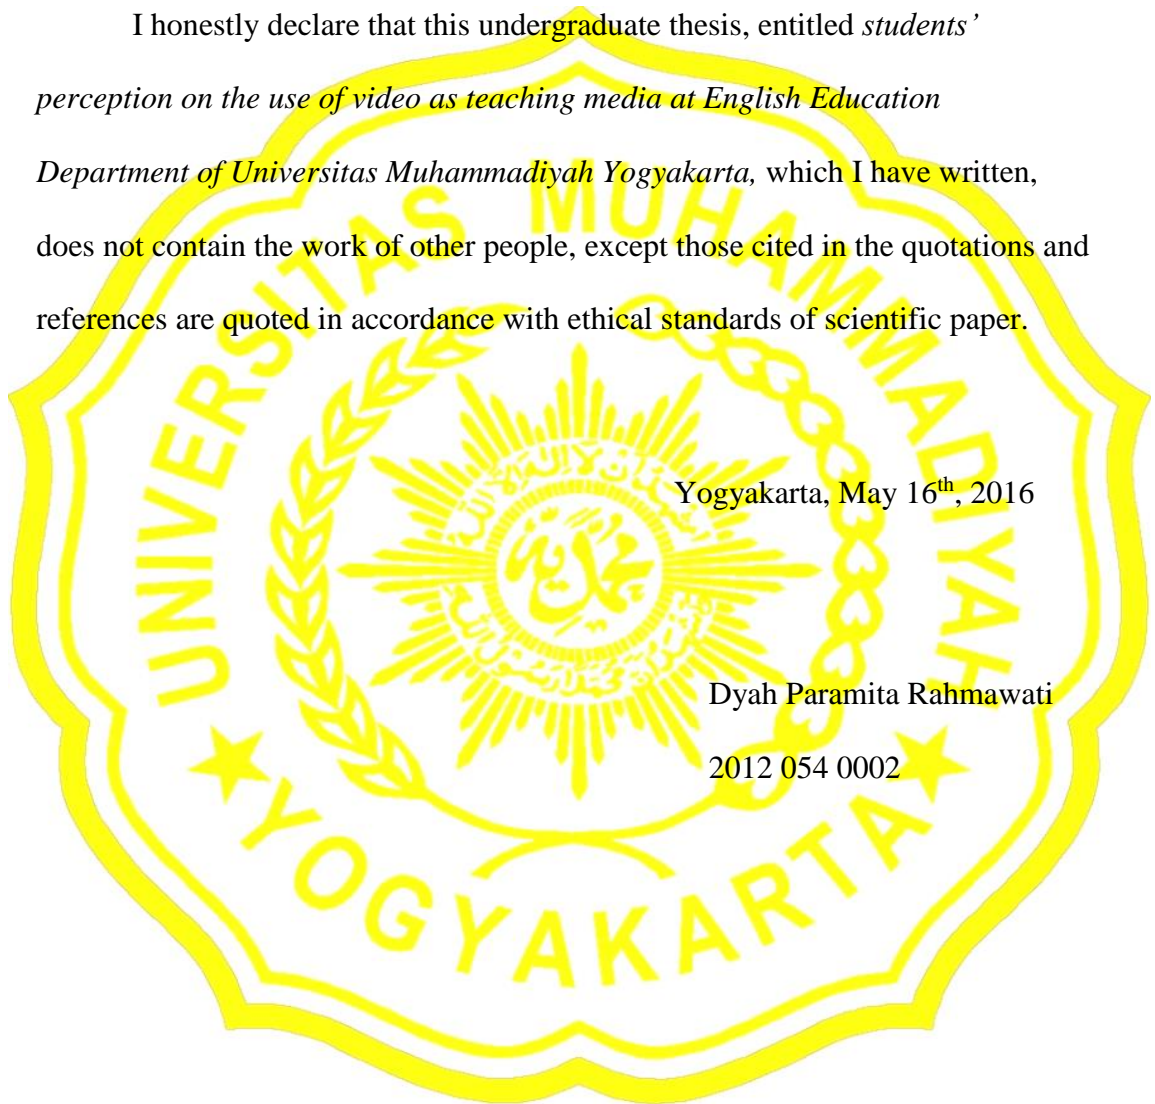 I honestly declare that this undergraduate thesis, entitled students’
perception on the use of video as teaching media at English Education
Department of Universitas Muhammadiyah Yogyakarta, which I have written,
does not contain the work of other people, except those cited in the quotations and
references are quoted in accordance with ethical standards of scientific paper.
Yogyakarta, May 16th, 2016
Dyah Paramita Rahmawati
2012 054 0002
UNIVERSITAS MUHAMMADIYAH
YOGYAKARTA
محمدية